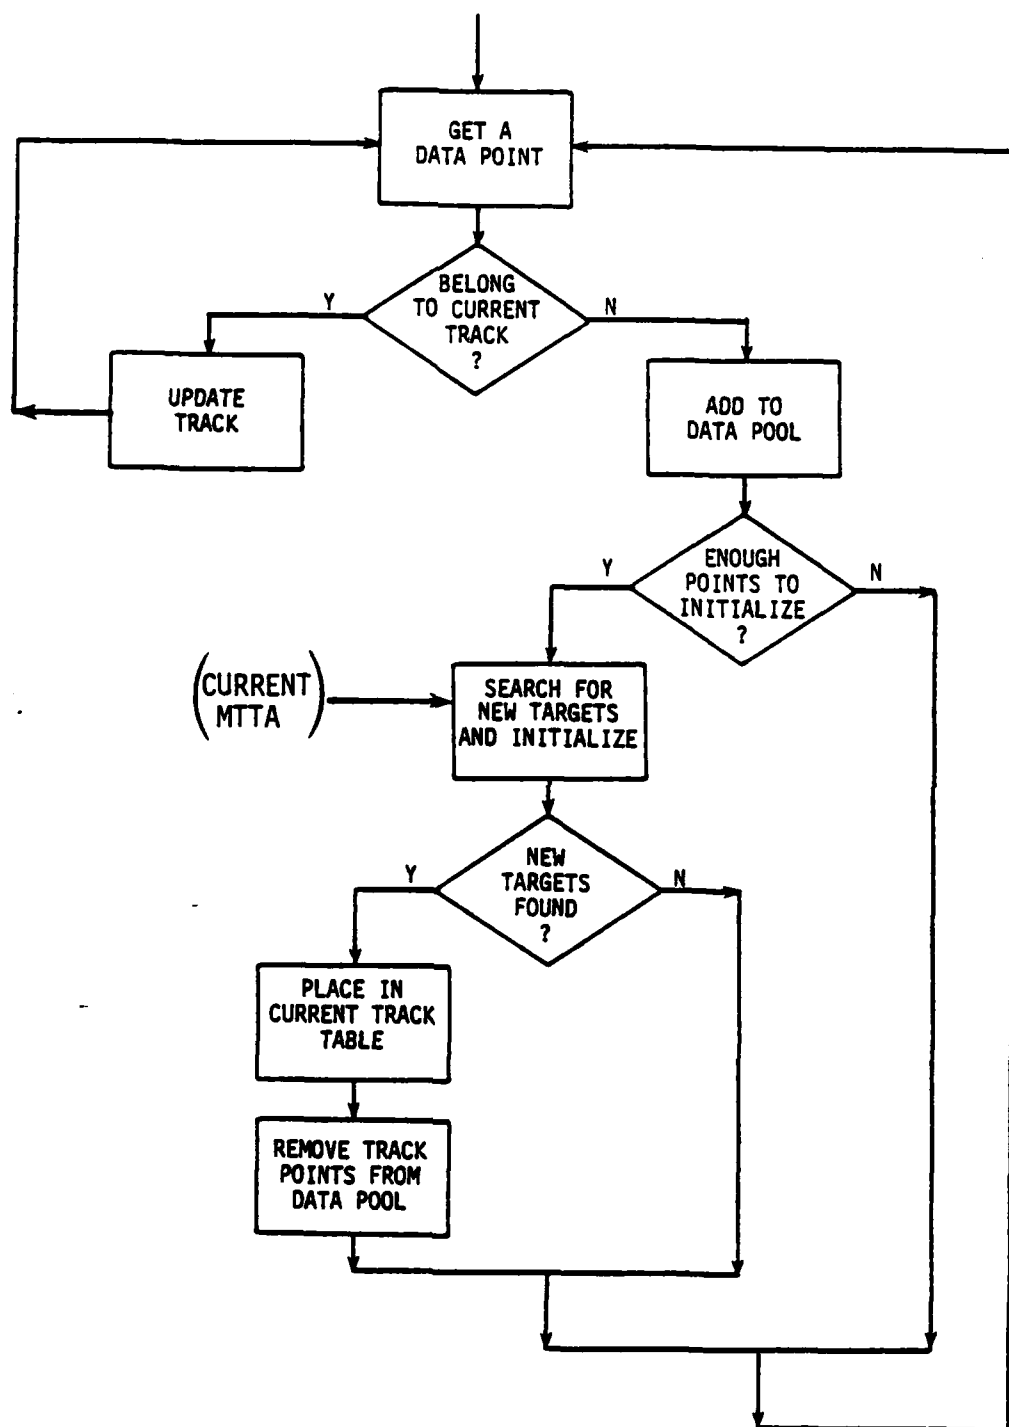 GET A
DATA POINT
BELONG
TO CURRENT
TRACK
?
Y
N
UPDATE
TRACK
ADD TO
DATA POOL
ENOUGH
POINTS TO
INITIALIZE
?
Y
N
(CURRENT
MTTA)
SEARCH FOR
NEW TARGETS
AND INITIALIZE
NEW
TARGETS
FOUND
?
Y
N
PLACE IN
CURRENT TRACK
TABLE
REMOVE TRACK
POINTS FROM
DATA POOL